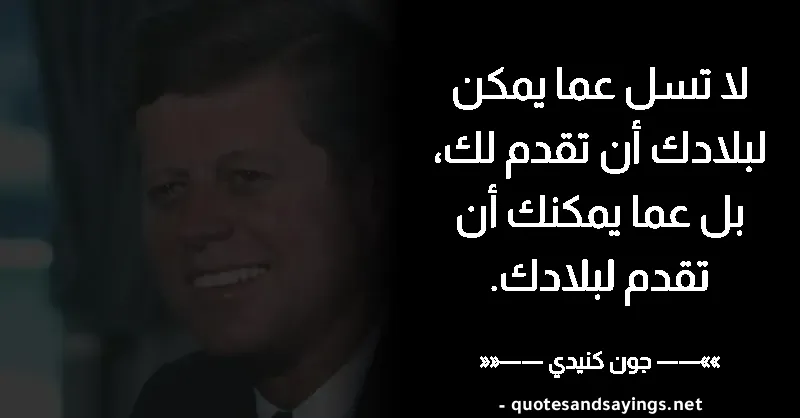 لا تسل عما يمكن
لبلادك أن تقدم لك،
بل عما يمكنك أن
تقدم لبلادك.
»»——— جون كنيدي ———««
- quotesandsayings.net